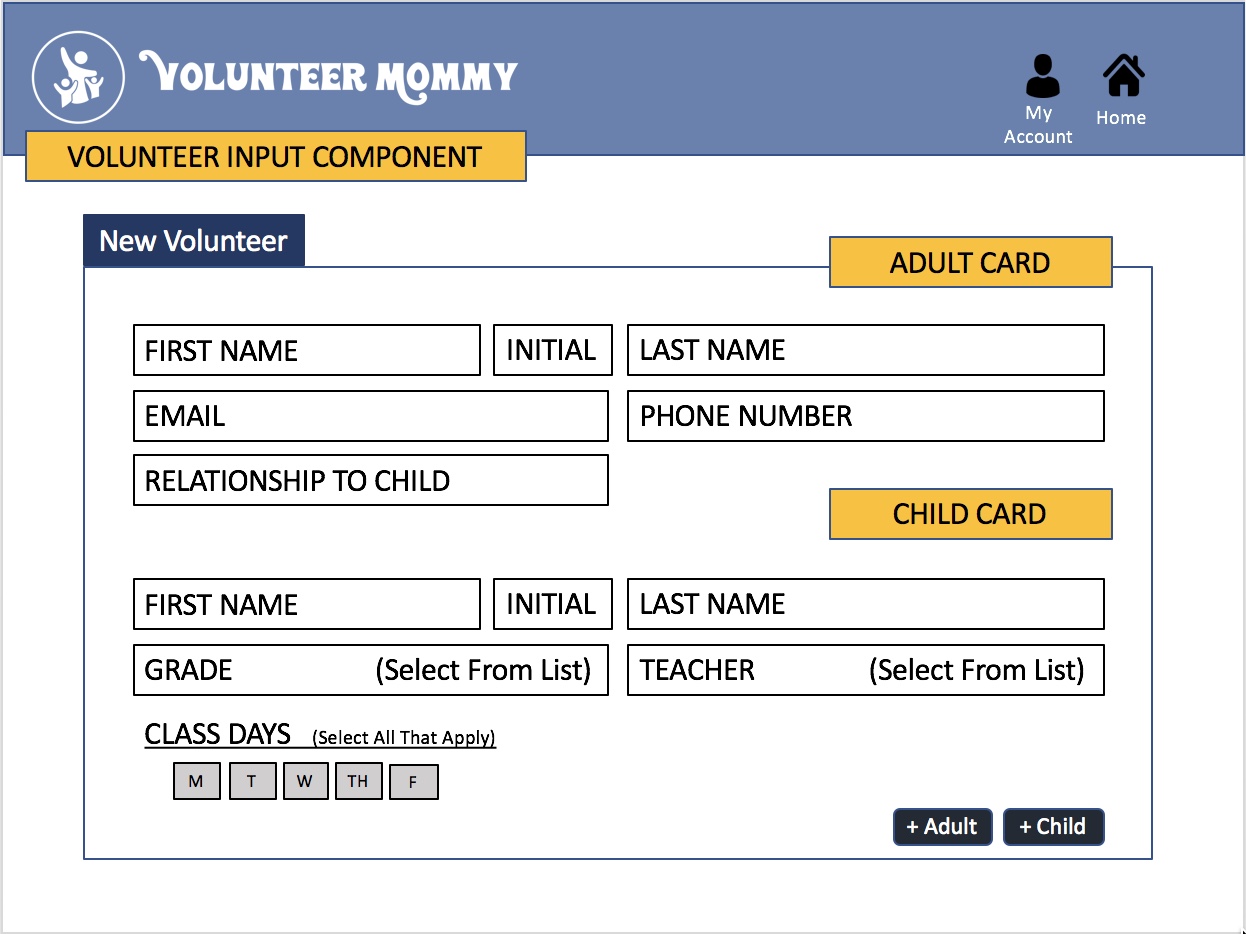 VOLUNTEER MOMMY
My
Account
Home
VOLUNTEER INPUT COMPONENT
New Volunteer
ADULT CARD
FIRST NAME
INITIAL
LAST NAME
EMAIL
PHONE NUMBER
RELATIONSHIP TO CHILD
CHILD CARD
FIRST NAME
INITIAL
LAST NAME
GRADE (Select From List)
TEACHER (Select From List)
CLASS DAYS (Select All That Apply)
M T W TH F
+ Adult
+ Child